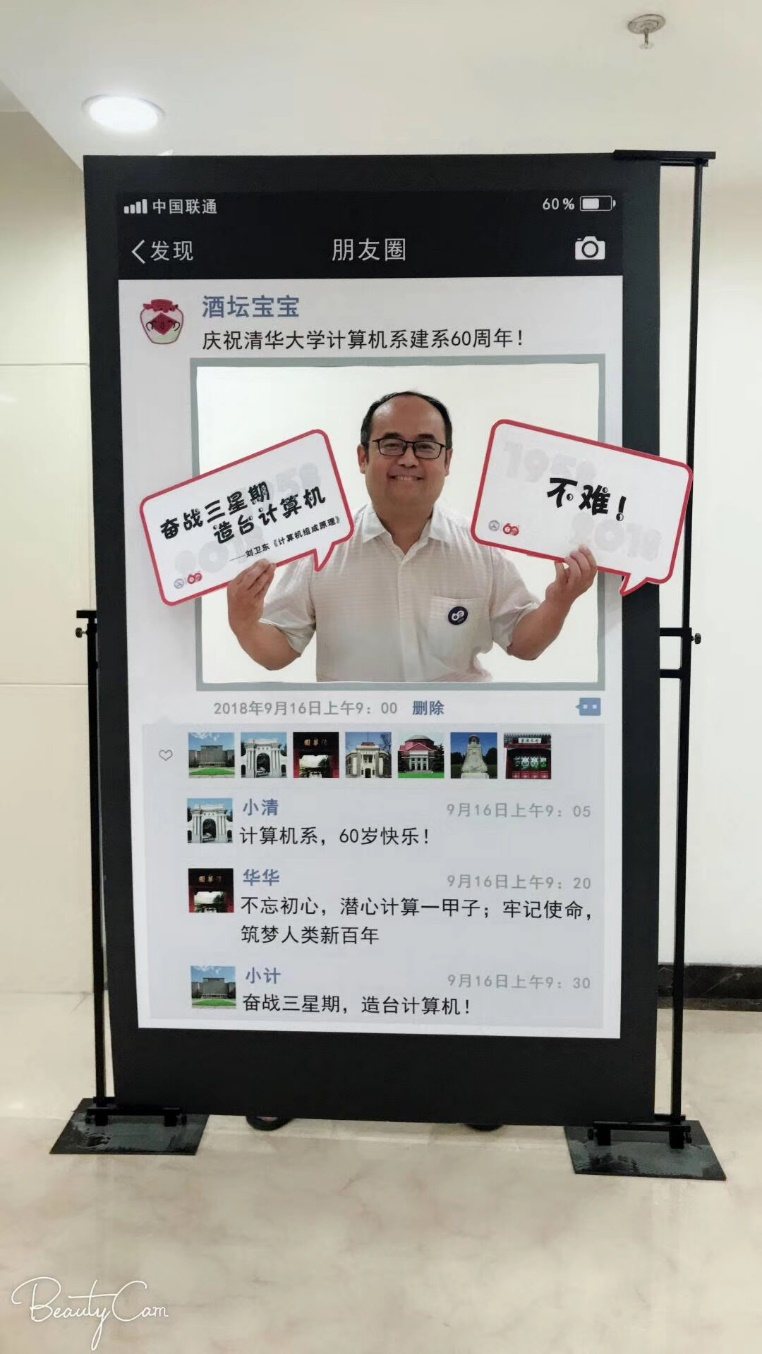 中国联通
60%
发现
朋友圈
酒坛宝宝
庆祝清华大学计算机系建系60周年！
奋战三星期
造台计算机
——刘卫东《计算机组成原理》
1958
2018
不难！
1958
2018
2018年9月16日上午9：00 删除
小清 9月16日上午9：05
计算机系，60岁快乐！
华华 9月16日上午9：20
不忘初心，潜心计算一甲子；牢记使命，
筑梦人类新百年
小计 9月16日上午9：30
奋战三星期，造台计算机！
BeautyCam